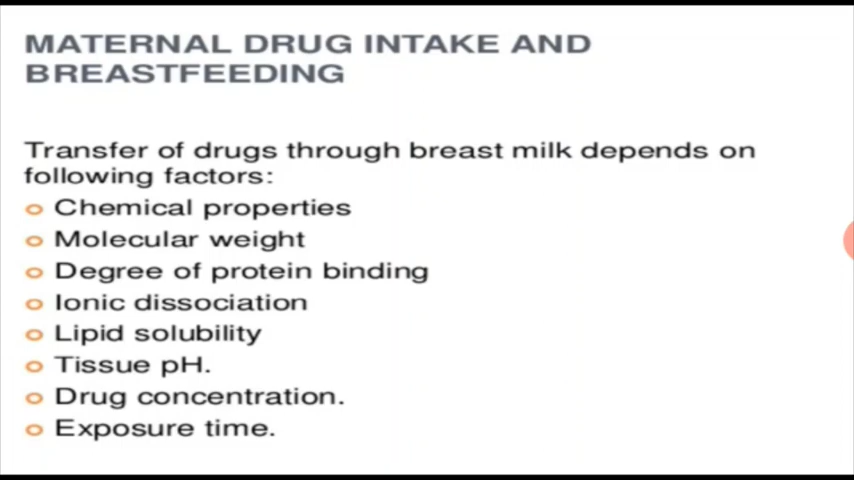 MATERNAL DRUG INTAKE AND
BREASTFEEDING
Transfer of drugs through breast milk depends on
following factors:
Chemical properties
Molecular weight
Degree of protein binding
Ionic dissociation
Lipid solubility
Tissue pH.
Drug concentration.
Exposure time.